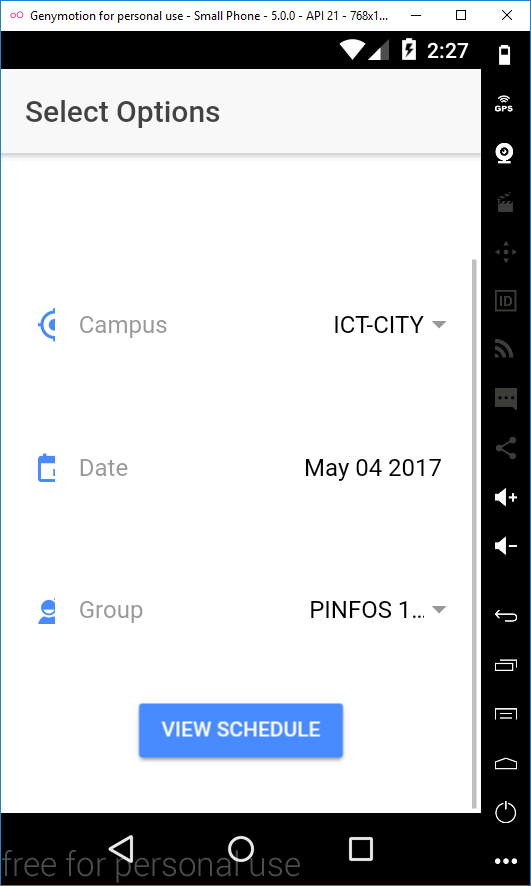 Genymotion for personal use - Small Phone - 5.0.0 - API 21 - 768x1...
2:27
GPS
Select Options
ID
Campus ICT-CITY
Date May 04 2017
Group PINFOS 1...
VIEW SCHEDULE
free for personal use